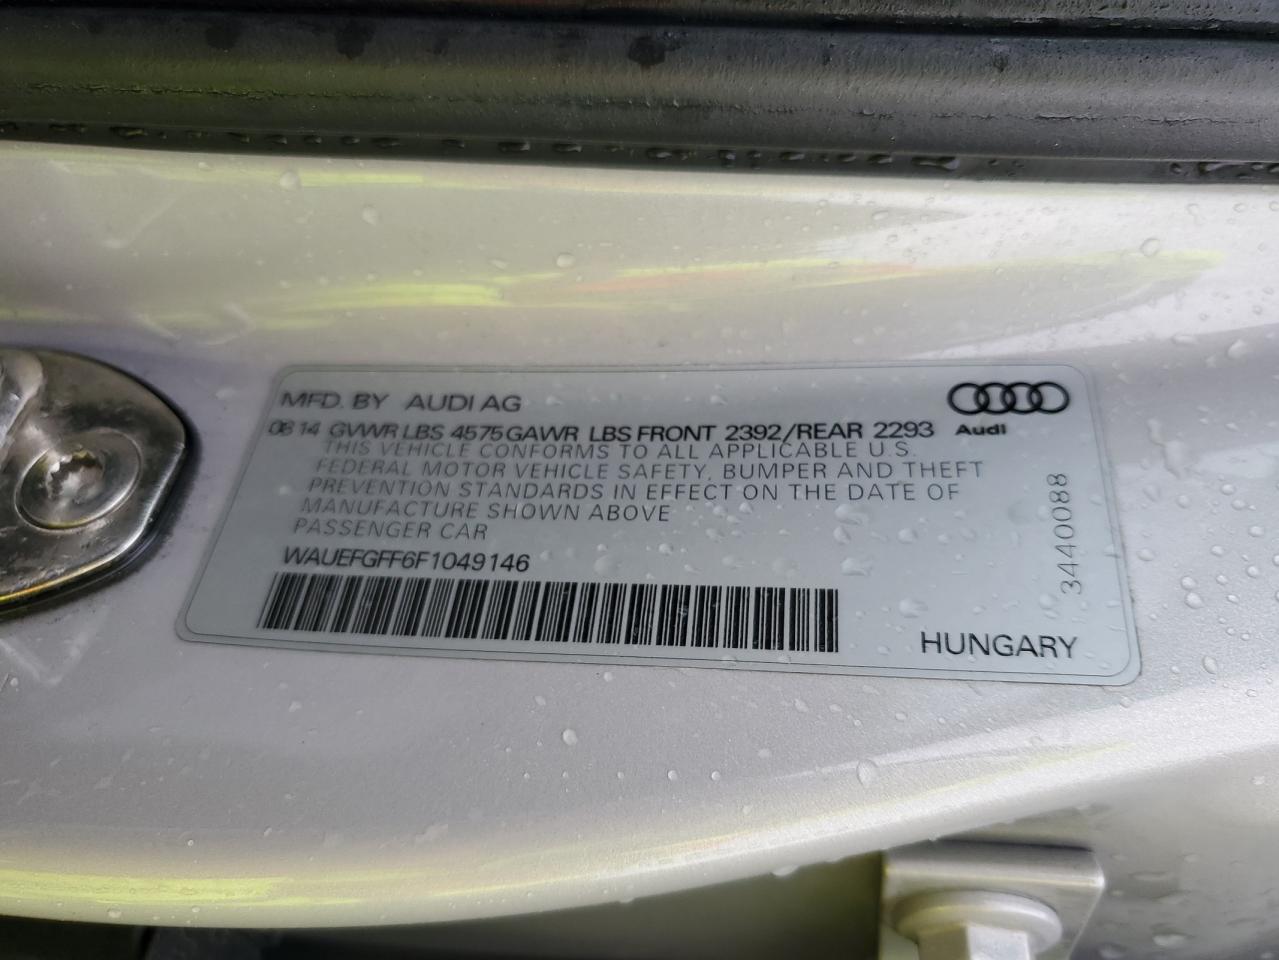 MFD. BY AUDI AG
08 14 GVWR LBS 4575 GAWR LBS FRONT 2392/REAR 2293
Audi
THIS VEHICLE CONFORMS TO ALL APPLICABLE U.S.
FEDERAL MOTOR VEHICLE SAFETY, BUMPER AND THEFT
PREVENTION STANDARDS IN EFFECT ON THE DATE OF
MANUFACTURE SHOWN ABOVE
PASSENGER CAR
WAUEFGFF6F1049146
3440088
HUNGARY